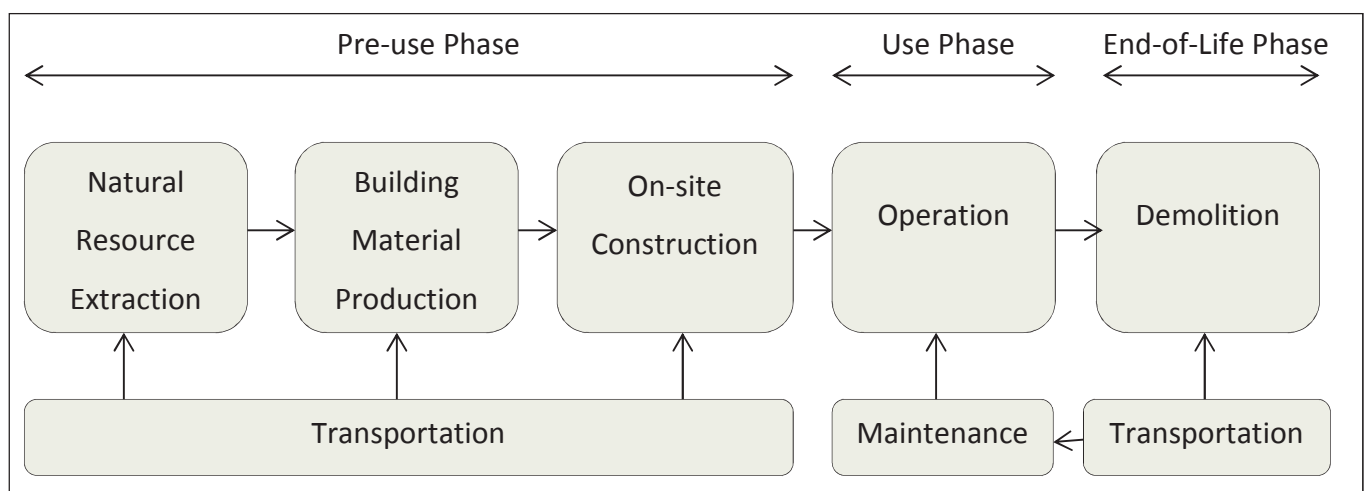 Pre-use Phase
Use Phase
End-of-Life Phase
Natural
Resource
Extraction
Building
Material
Production
On-site
Construction
Operation
Demolition
Transportation
Maintenance
Transportation